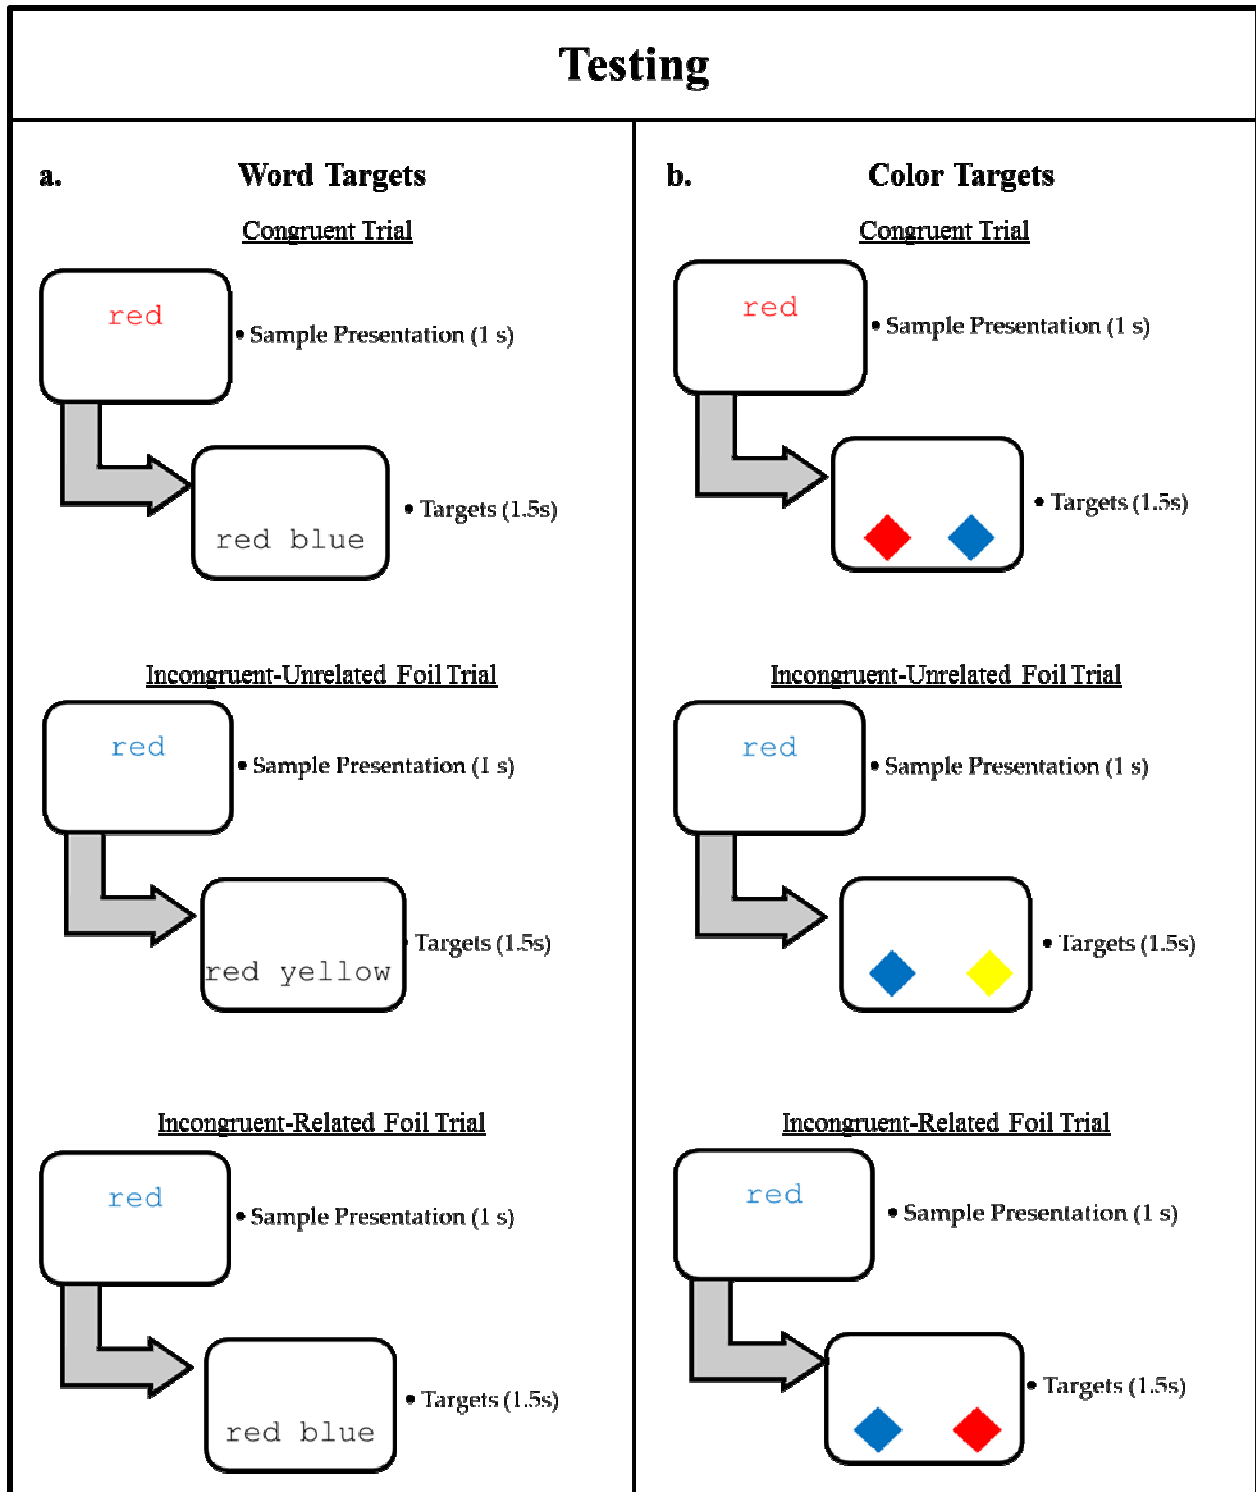 Testing
a. Word Targets
Congruent Trial
red
• Sample Presentation (1 s)
• Targets (1.5s)
red blue
Incongruent-Unrelated Foil Trial
red
• Sample Presentation (1 s)
Targets (1.5s)
red yellow
Incongruent-Related Foil Trial
red
• Sample Presentation (1 s)
• Targets (1.5s)
red blue
b. Color Targets
Congruent Trial
red
• Sample Presentation (1 s)
• Targets (1.5s)
Incongruent-Unrelated Foil Trial
red
• Sample Presentation (1 s)
• Targets (1.5s)
Incongruent-Related Foil Trial
red
• Sample Presentation (1 s)
• Targets (1.5s)